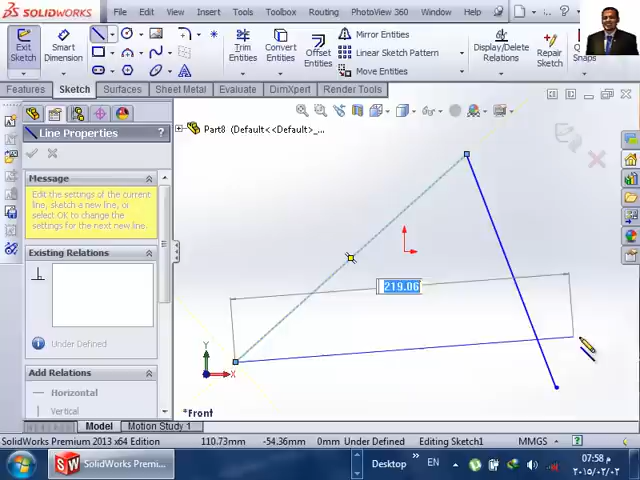 SOLIDWORKS
File Edit View Insert Tools Routing PhotoView 360 Window
Exit Sketch
Smart Dimension
Trim Entities
Convert Entities
Offset Entities
Mirror Entities
Linear Sketch Pattern
Move Entities
Display/Delete Relations
Repair Sketch
Quick Snaps
Features Sketch Surfaces Sheet Metal Evaluate DimXpert Render Tools
Part8 (Default<<Default>_...
Line Properties ?
Message
Edit the settings of the current line, sketch a new line, or select OK to change the settings for the next new line.
Existing Relations
Under Defined
Add Relations
Horizontal
Vertical
219.06
Y
X
*Front
Model Motion Study 1
SolidWorks Premium 2013 x64 Edition 110.73mm -54.36mm 0mm Under Defined Editing Sketch1 MMGS
SolidWorks Premi...
Desktop EN
07:58 م
٢٠١٥/٠٢/٠٢